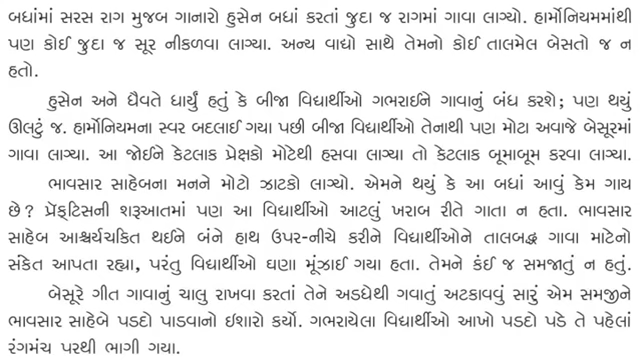 બધાંમાં સરસ રાગ મુજબ ગાનારો હુસેન બધાં કરતાં જુદા જ રાગમાં ગાવા લાગ્યો. હાર્મોનિયમમાંથી
પણ કોઈ જુદા જ સૂર નીકળવા લાગ્યા. અન્ય વાદ્યો સાથે તેમનો કોઈ તાલમેલ બેસતો જ ન
હતો.
હુસેન અને ધૈવતે ધાર્યું હતું કે બીજા વિદ્યાર્થીઓ ગભરાઈને ગાવાનું બંધ કરશે; પણ થયું
ઊલટું જ. હાર્મોનિયમના સ્વર બદલાઈ ગયા પછી બીજા વિદ્યાર્થીઓ તેનાથી પણ મોટા અવાજે બેસૂરમાં
ગાવા લાગ્યા. આ જોઈને કેટલાક પ્રેક્ષકો મોટેથી હસવા લાગ્યા તો કેટલાક બૂમાબૂમ કરવા લાગ્યા.
ભાવસાર સાહેબના મનને મોટો ઝાટકો લાગ્યો. એમને થયું કે આ બધાં આવું કેમ ગાય
છે? પ્રૅક્ટિસની શરૂઆતમાં પણ આ વિદ્યાર્થીઓ આટલું ખરાબ રીતે ગાતા ન હતા. ભાવસાર
સાહેબ આશ્ચર્યચકિત થઈને બંને હાથ ઉપર-નીચે કરીને વિદ્યાર્થીઓને તાલબદ્ધ ગાવા માટેનો
સંકેત આપતા રહ્યા, પરંતુ વિદ્યાર્થીઓ ઘણા મૂંઝાઈ ગયા હતા. તેમને કંઈ જ સમજાતું ન હતું.
બેસૂરે ગીત ગાવાનું ચાલુ રાખવા કરતાં તેને અડધેથી ગવાતું અટકાવવું સારું એમ સમજીને
ભાવસાર સાહેબે પડદો પાડવાનો ઈશારો કર્યો. ગભરાયેલા વિદ્યાર્થીઓ આખો પડદો પડે તે પહેલાં
રંગમંચ પરથી ભાગી ગયા.